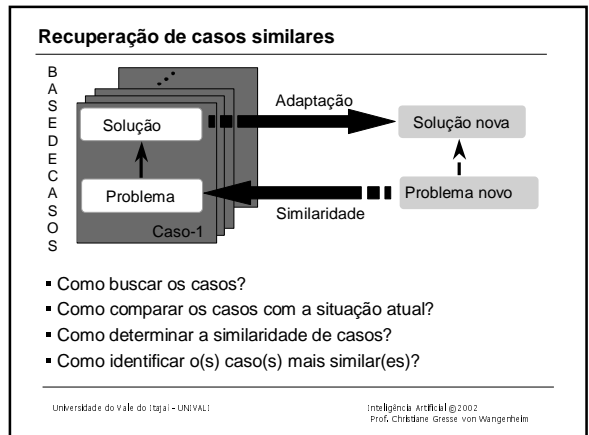 Recuperação de casos similares
B
A
S
E
D
E
C
A
S
O
S
Adaptação
Solução
Solução nova
Problema
Problema novo
Similaridade
Caso-1
▪ Como buscar os casos?
▪ Como comparar os casos com a situação atual?
▪ Como determinar a similaridade de casos?
▪ Como identificar o(s) caso(s) mais similar(es)?
Universidade do Vale do Itajaí – UNIVALI
Inteligência Artificial @2002
Prof. Christiane Gresse von Wangenheim